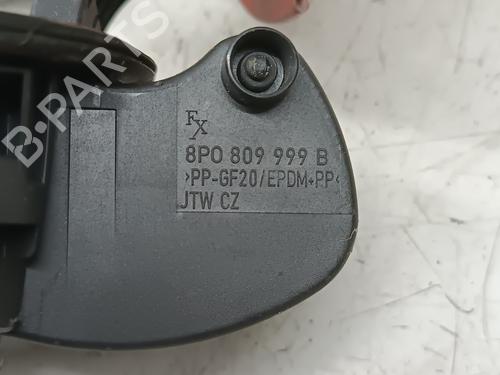 B-PARTS
FX
8P0 809 999 B
>PP-GF20/EPDM+PP<
JTW CZ